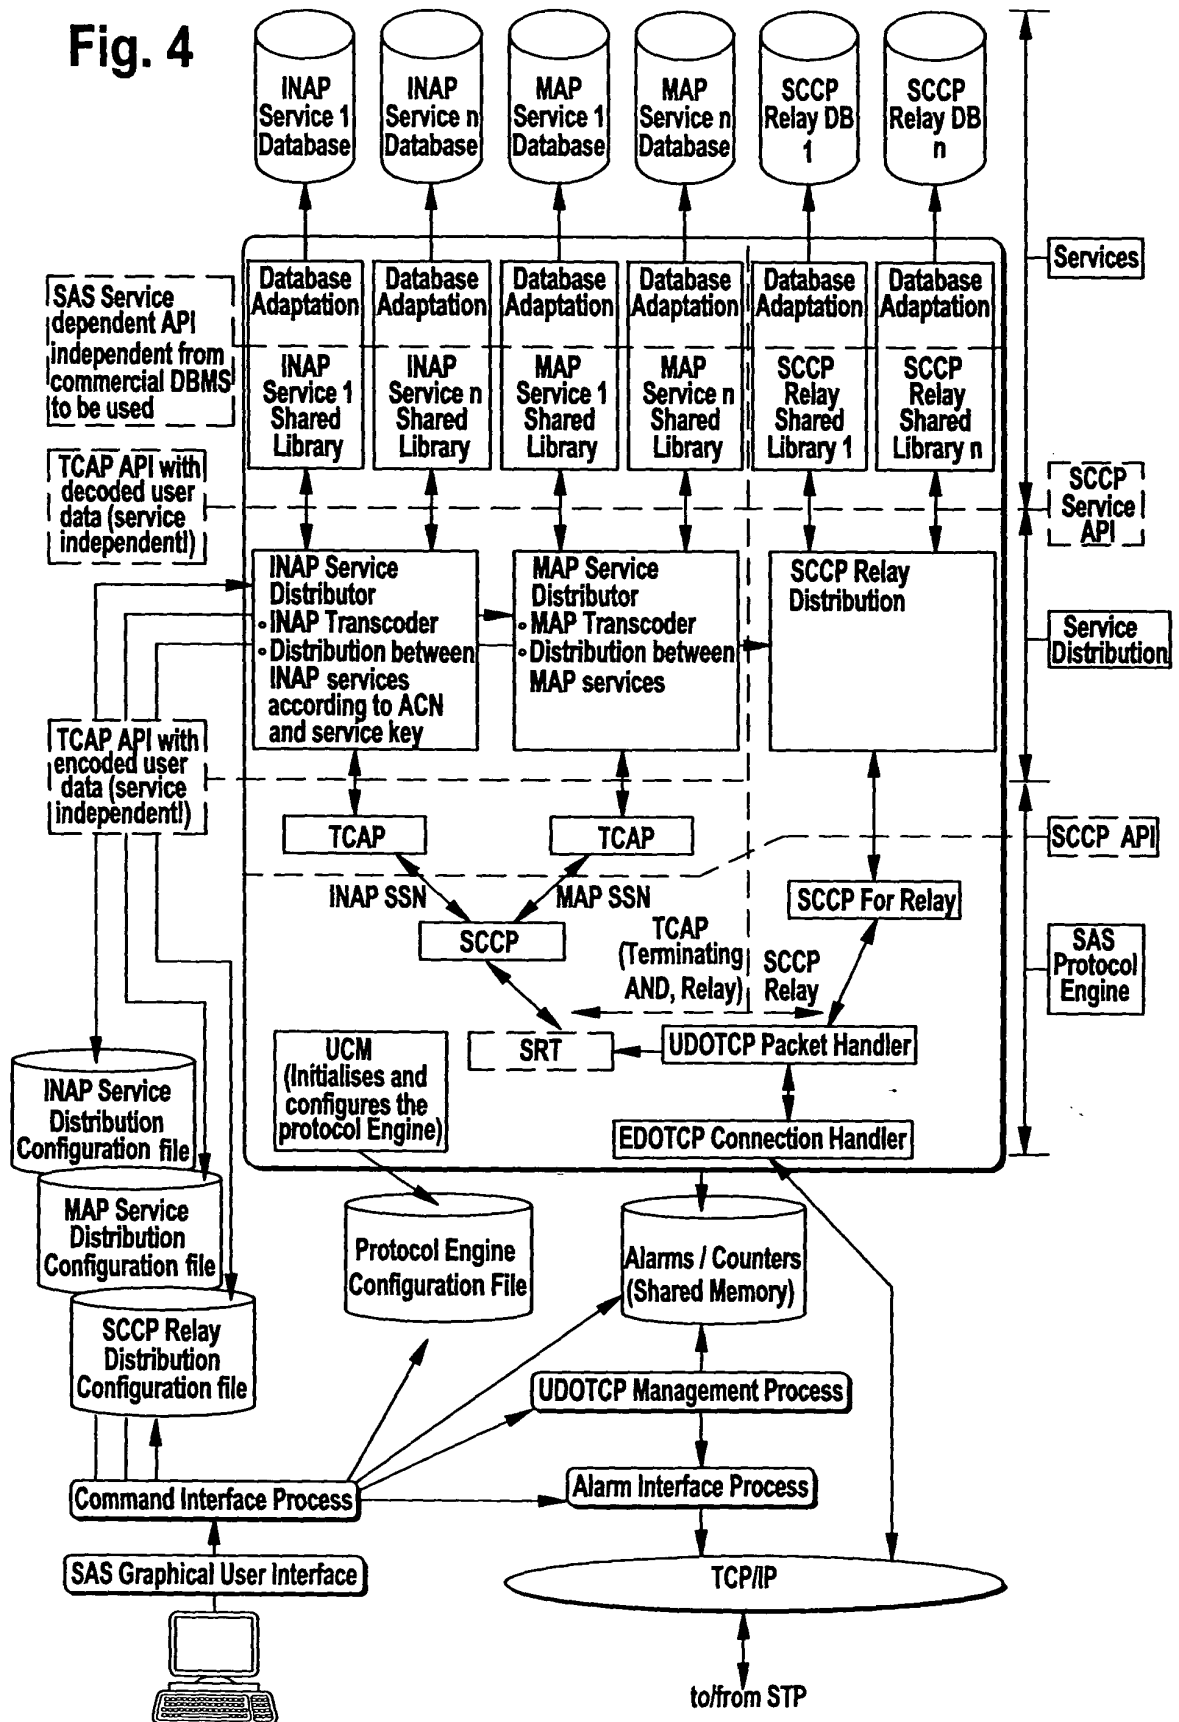 Fig. 4
INAP
Service 1
Database
INAP
Service n
Database
MAP
Service 1
Database
MAP
Service n
Database
SCCP
Relay DB
1
SCCP
Relay DB
n
Services
Database
Adaptation
Database
Adaptation
Database
Adaptation
Database
Adaptation
Database
Adaptation
Database
Adaptation
SAS Service
dependent API
independent from
commercial DBMS
to be used
INAP
Service 1
Shared
Library
INAP
Service n
Shared
Library
MAP
Service 1
Shared
Library
MAP
Service n
Shared
Library
SCCP
Relay
Shared
Library 1
SCCP
Relay
Shared
Library n
TCAP API with
decoded user
data (service
independent!)
SCCP
Service
API
INAP Service
Distributor
∘ INAP Transcoder
∘ Distribution between
INAP services
according to ACN
and service key
MAP Service
Distributor
∘ MAP Transcoder
∘ Distribution between
MAP services
SCCP Relay
Distribution
Service
Distribution
TCAP API with
encoded user
data (service
independent!)
TCAP
TCAP
SCCP API
INAP SSN
MAP SSN
SCCP For Relay
SCCP
TCAP
(Terminating
AND, Relay)
SCCP
Relay
SAS
Protocol
Engine
UCM
(Initialises and
configures the
protocol Engine)
SRT
UDOTCP Packet Handler
EDOTCP Connection Handler
INAP Service
Distribution
Configuration file
MAP Service
Distribution
Configuration file
SCCP Relay
Distribution
Configuration file
Protocol Engine
Configuration File
Alarms / Counters
(Shared Memory)
UDOTCP Management Process
Command Interface Process
Alarm Interface Process
SAS Graphical User Interface
TCP/IP
to/from STP